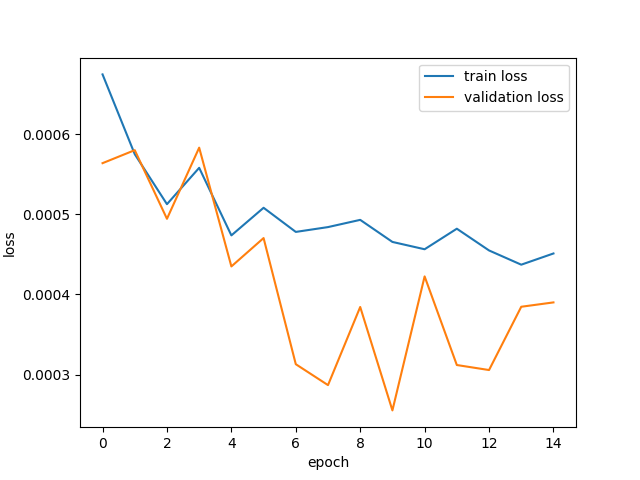 train loss
validation loss
0.0006
0.0005
0.0004
0.0003
loss
0 2 4 6 8 10 12 14
epoch